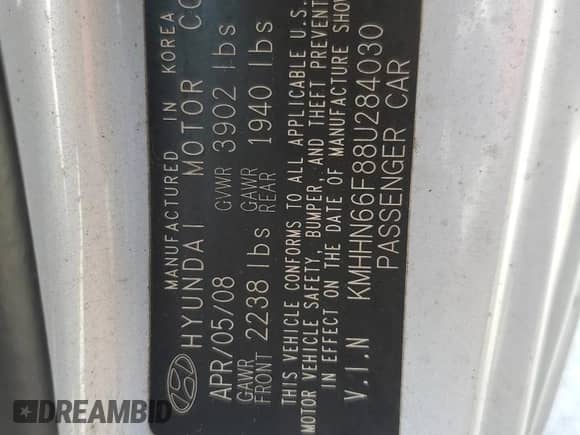 MANUFACTURED IN KOREA
HYUNDAI MOTOR CO
APR/05/08 GVWR 3902 lbs
GAWR FRONT 2238 lbs GAWR REAR 1940 lbs
THIS VEHICLE CONFORMS TO ALL APPLICABLE U.S.
MOTOR VEHICLE SAFETY, BUMPER, AND THEFT PREVENT
IN EFFECT ON THE DATE OF MANUFACTURE SHO
V.I.N KMHHN66F88U284030
PASSENGER CAR
DREAMBID